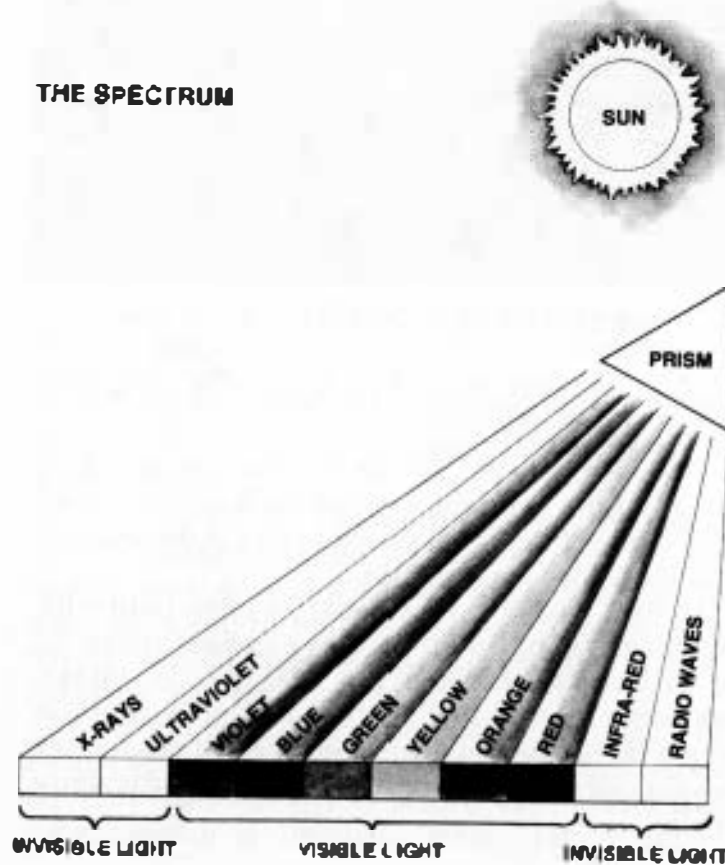 THE SPECTRUM
SUN
PRISM
X-RAYS
ULTRAVIOLET
VIOLET
BLUE
GREEN
YELLOW
ORANGE
RED
INFRA-RED
RADIO WAVES
INVISIBLE LIGHT
VISIBLE LIGHT
INVISIBLE LIGHT